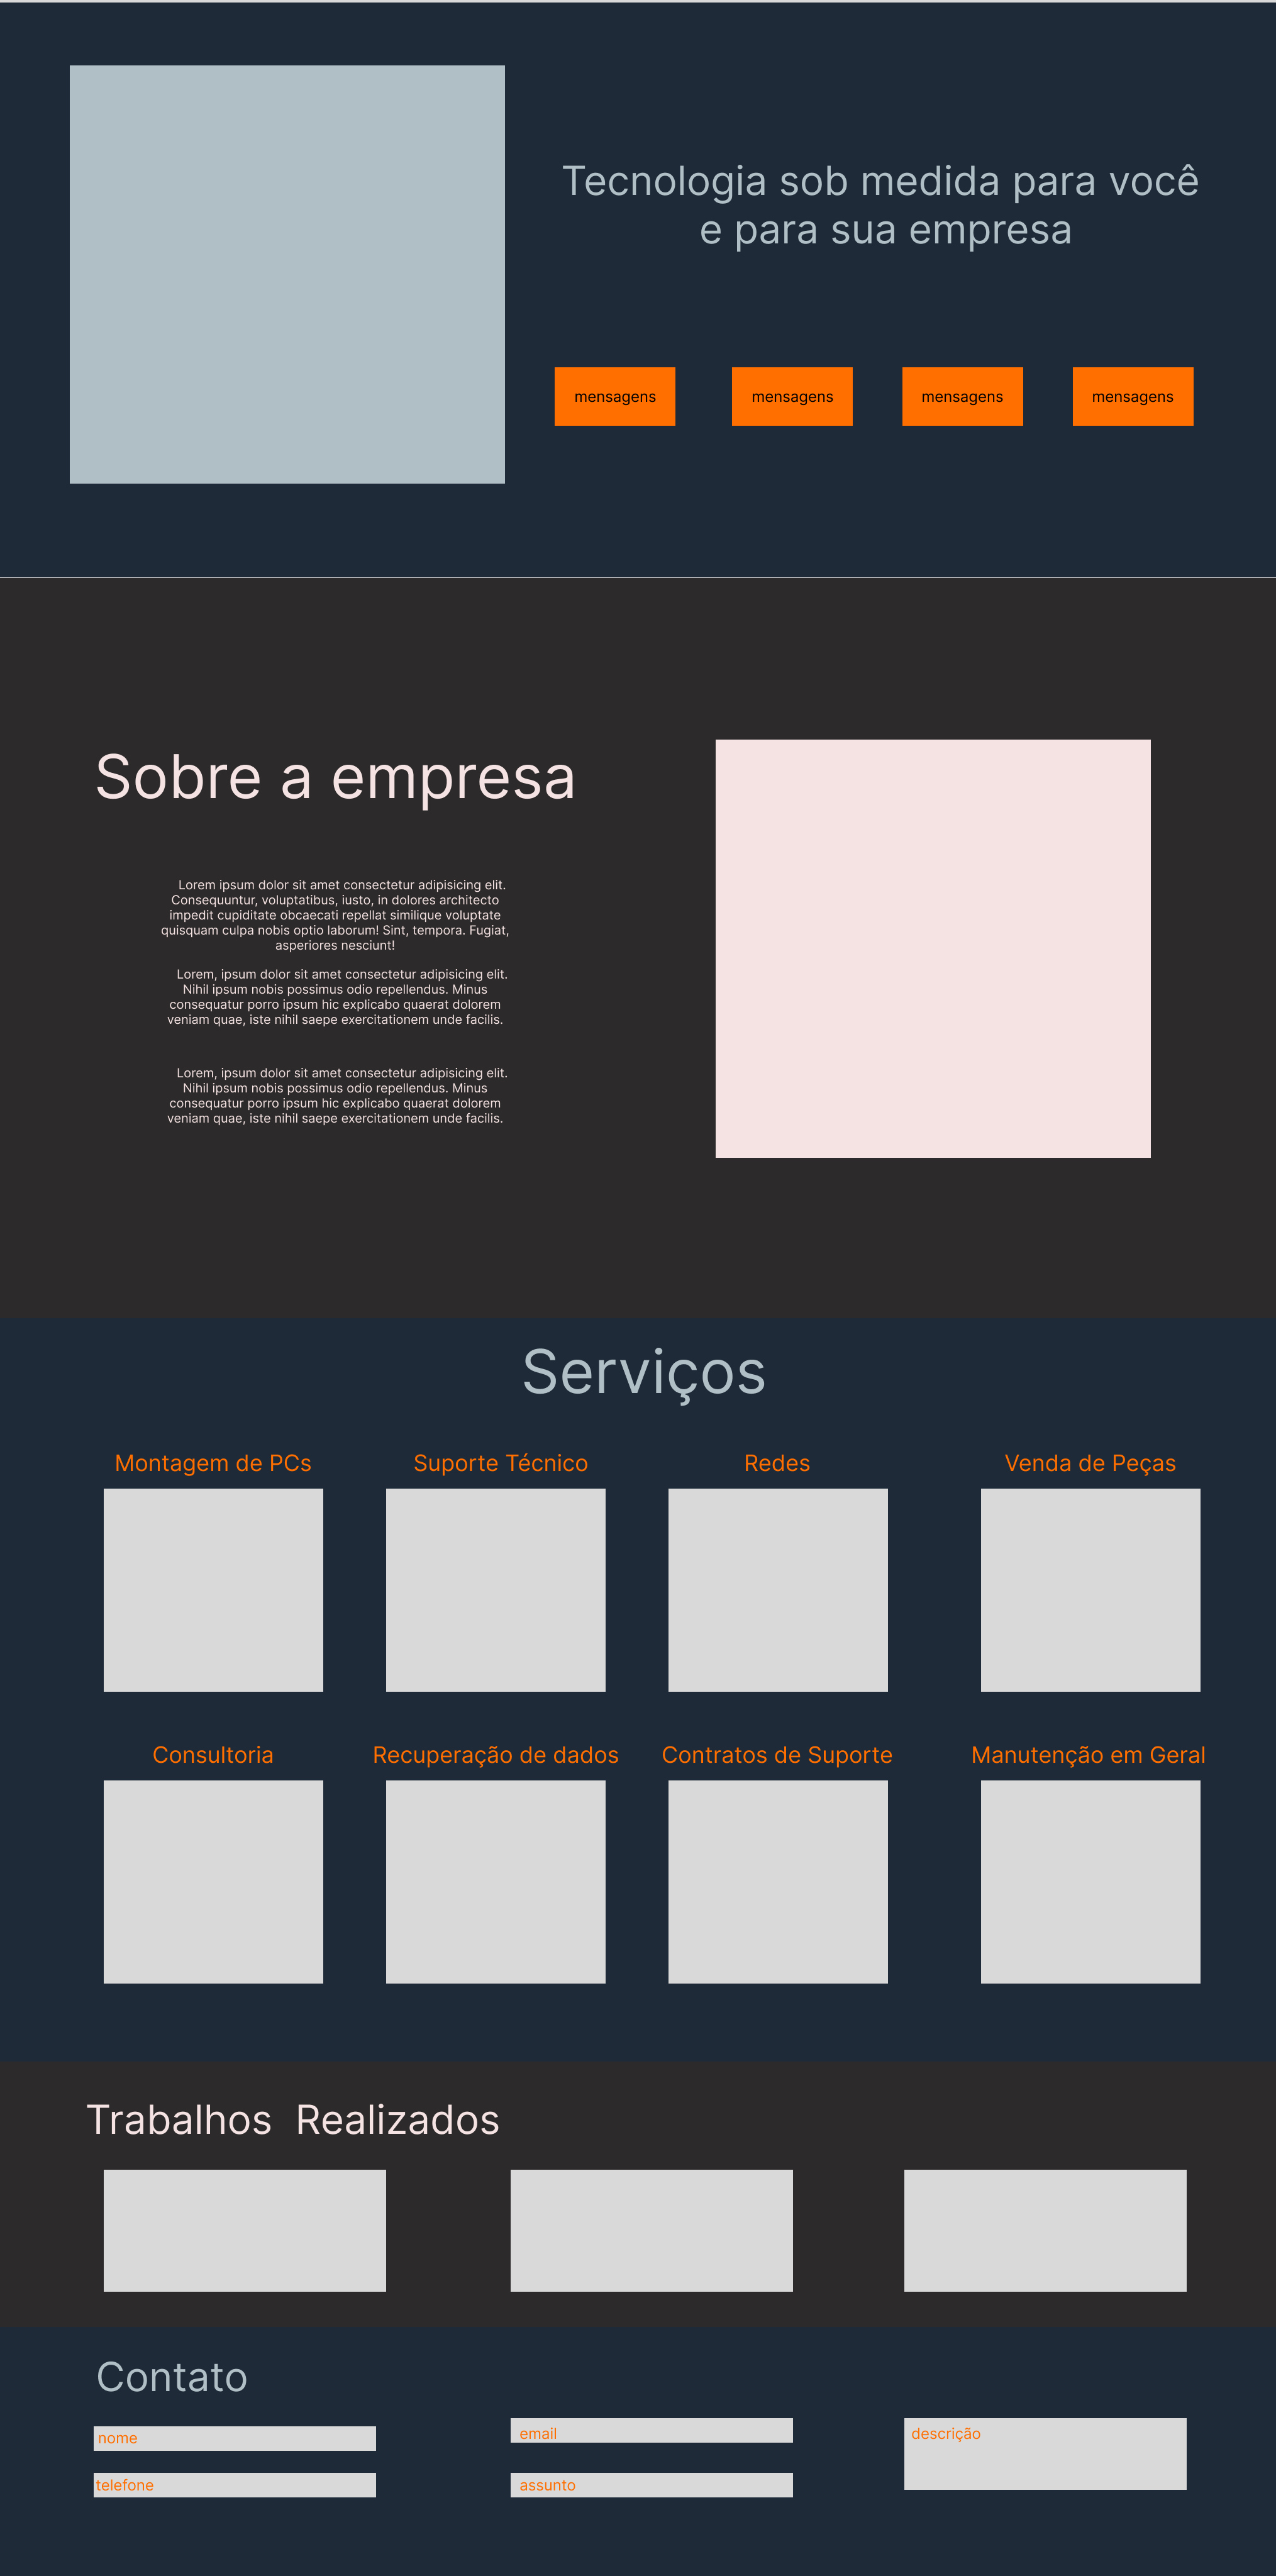 Tecnologia sob medida para você
e para sua empresa
mensagens
mensagens
mensagens
mensagens
Sobre a empresa
Lorem ipsum dolor sit amet consectetur adipisicing elit.
Consequuntur, voluptatibus, iusto, in dolores architecto
impedit cupiditate obcaecati repellat similique voluptate
quisquam culpa nobis optio laborum! Sint, tempora. Fugiat,
asperiores nesciunt!
Lorem, ipsum dolor sit amet consectetur adipisicing elit.
Nihil ipsum nobis possimus odio repellendus. Minus
consequatur porro ipsum hic explicabo quaerat dolorem
veniam quae, iste nihil saepe exercitationem unde facilis.
Lorem, ipsum dolor sit amet consectetur adipisicing elit.
Nihil ipsum nobis possimus odio repellendus. Minus
consequatur porro ipsum hic explicabo quaerat dolorem
veniam quae, iste nihil saepe exercitationem unde facilis.
Serviços
Montagem de PCs
Suporte Técnico
Redes
Venda de Peças
Consultoria
Recuperação de dados
Contratos de Suporte
Manutenção em Geral
Trabalhos  Realizados
Contato
nome
email
descrição
telefone
assunto